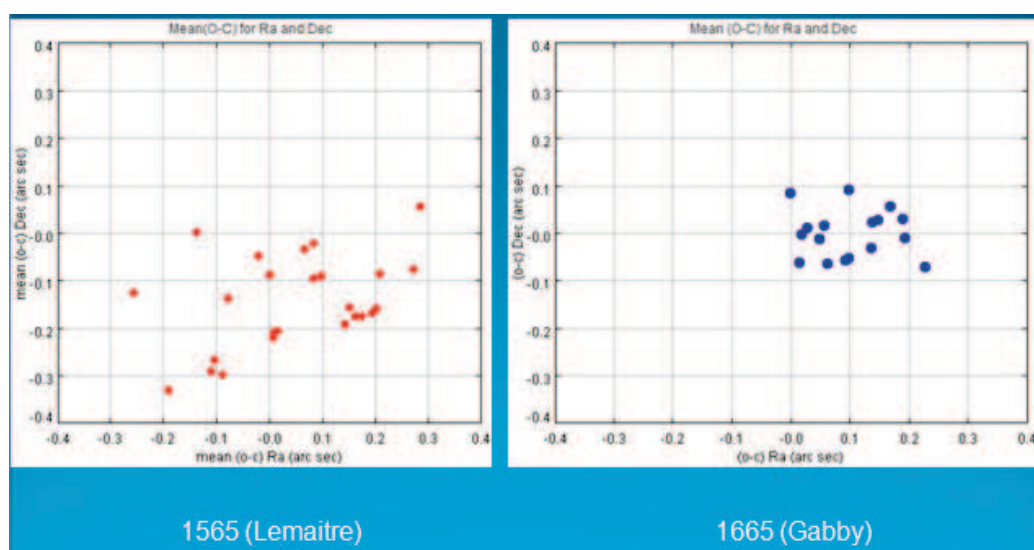 Mean(O-C) for Ra and Dec
mean (o-c) Dec (arc sec)
0.4
0.3
0.2
0.1
-0.0
-0.1
-0.2
-0.3
-0.4
-0.4 -0.3 -0.2 -0.1 -0.0 0.1 0.2 0.3 0.4
mean (o-c) Ra (arc sec)
1565 (Lemaitre)
Mean (O-C) for Ra and Dec
(o-c) Dec (arc sec)
0.4
0.3
0.2
0.1
-0.0
-0.1
-0.2
-0.3
-0.4
-0.4 -0.3 -0.2 -0.1 -0.0 0.1 0.2 0.3 0.4
(o-c) Ra (arc sec)
1665 (Gabby)